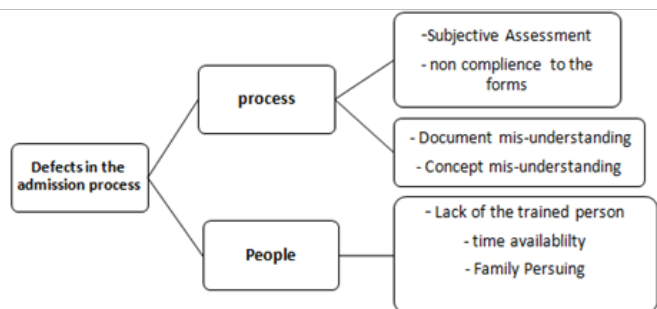 -Subjective Assessment
- non complience to the
forms
process
- Document mis-understanding
- Concept mis-understanding
Defects in the
admission process
- Lack of the trained person
- time availablilty
- Family Persuing
People